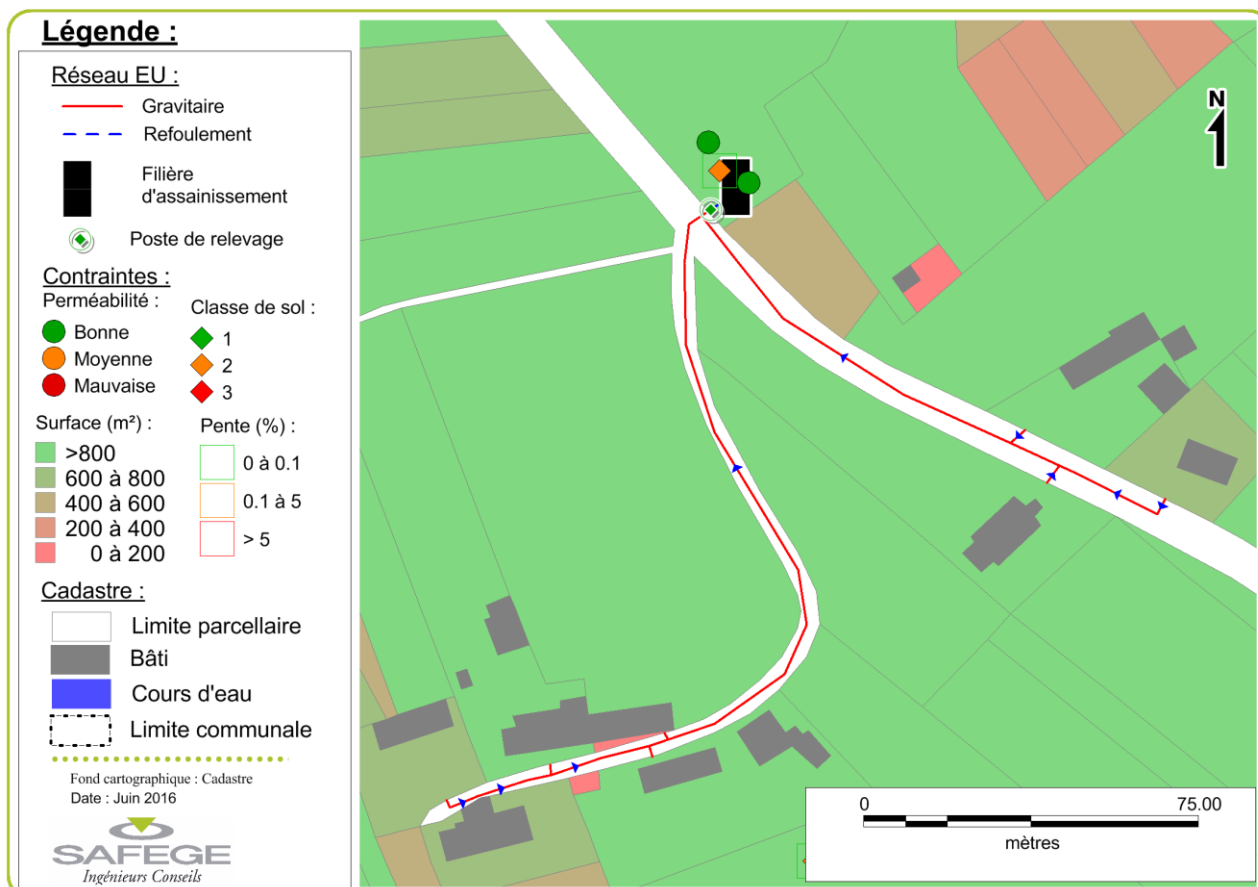 Légende :
Réseau EU :
Gravitaire
Refoulement
Filière
d'assainissement
Poste de relevage
Contraintes :
Perméabilité :
Bonne
Moyenne
Mauvaise
Classe de sol :
1
2
3
Surface (m²) :
>800
600 à 800
400 à 600
200 à 400
0 à 200
Pente (%) :
0 à 0.1
0.1 à 5
> 5
Cadastre :
Limite parcellaire
Bâti
Cours d'eau
Limite communale
Fond cartographique : Cadastre
Date : Juin 2016
SAFEGE
Ingénieurs Conseils
N
0
75.00
mètres